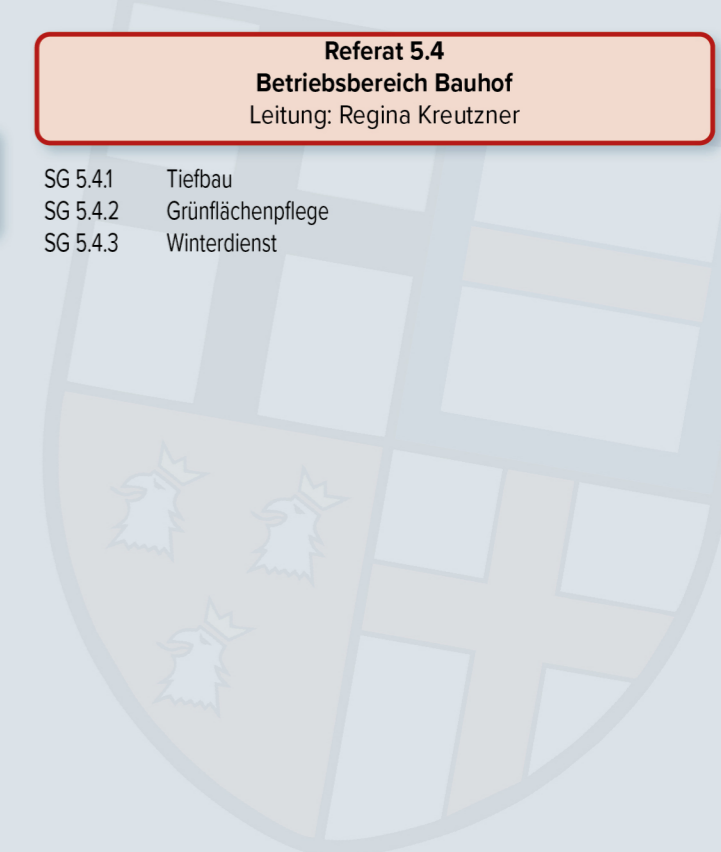 Referat 5.4
Betriebsbereich Bauhof
Leitung: Regina Kreutzner
SG 5.4.1 Tiefbau
SG 5.4.2 Grünflächenpflege
SG 5.4.3 Winterdienst